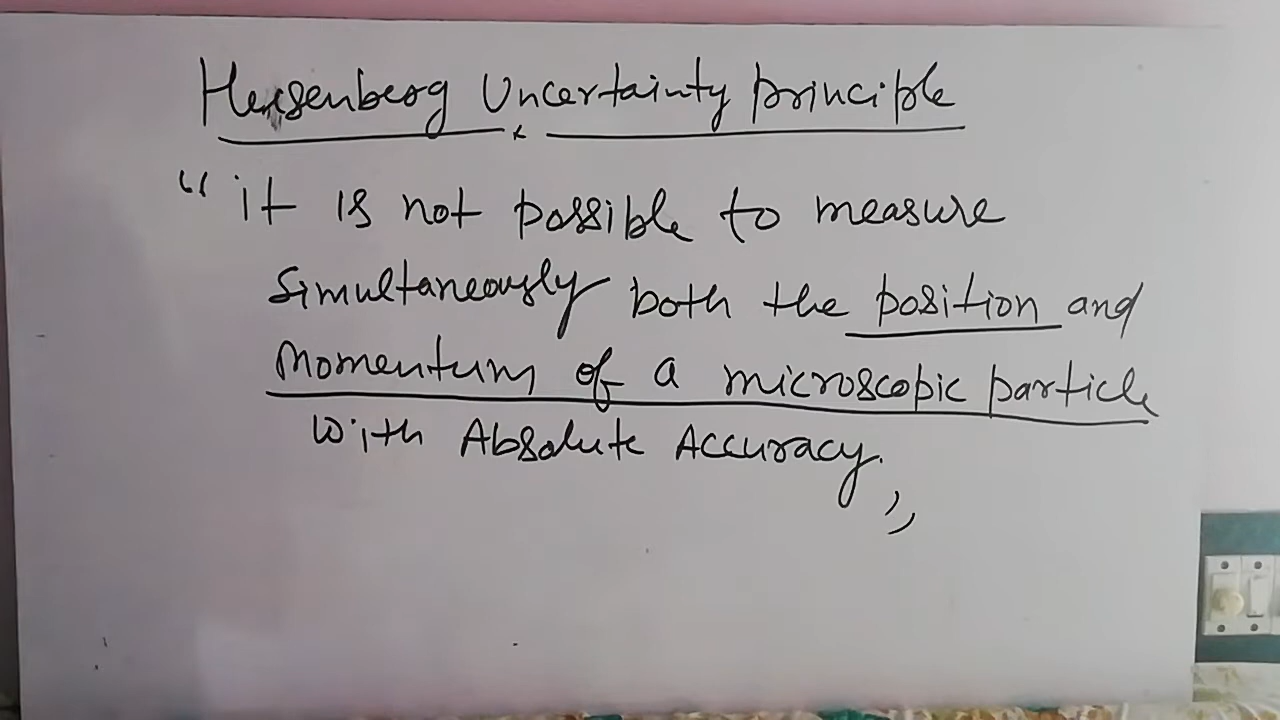 Heisenberg Uncertainty principle
"it is not possible to measure
Simultaneously both the position and
Momentum of a microscopic particle
With Absolute Accuracy."